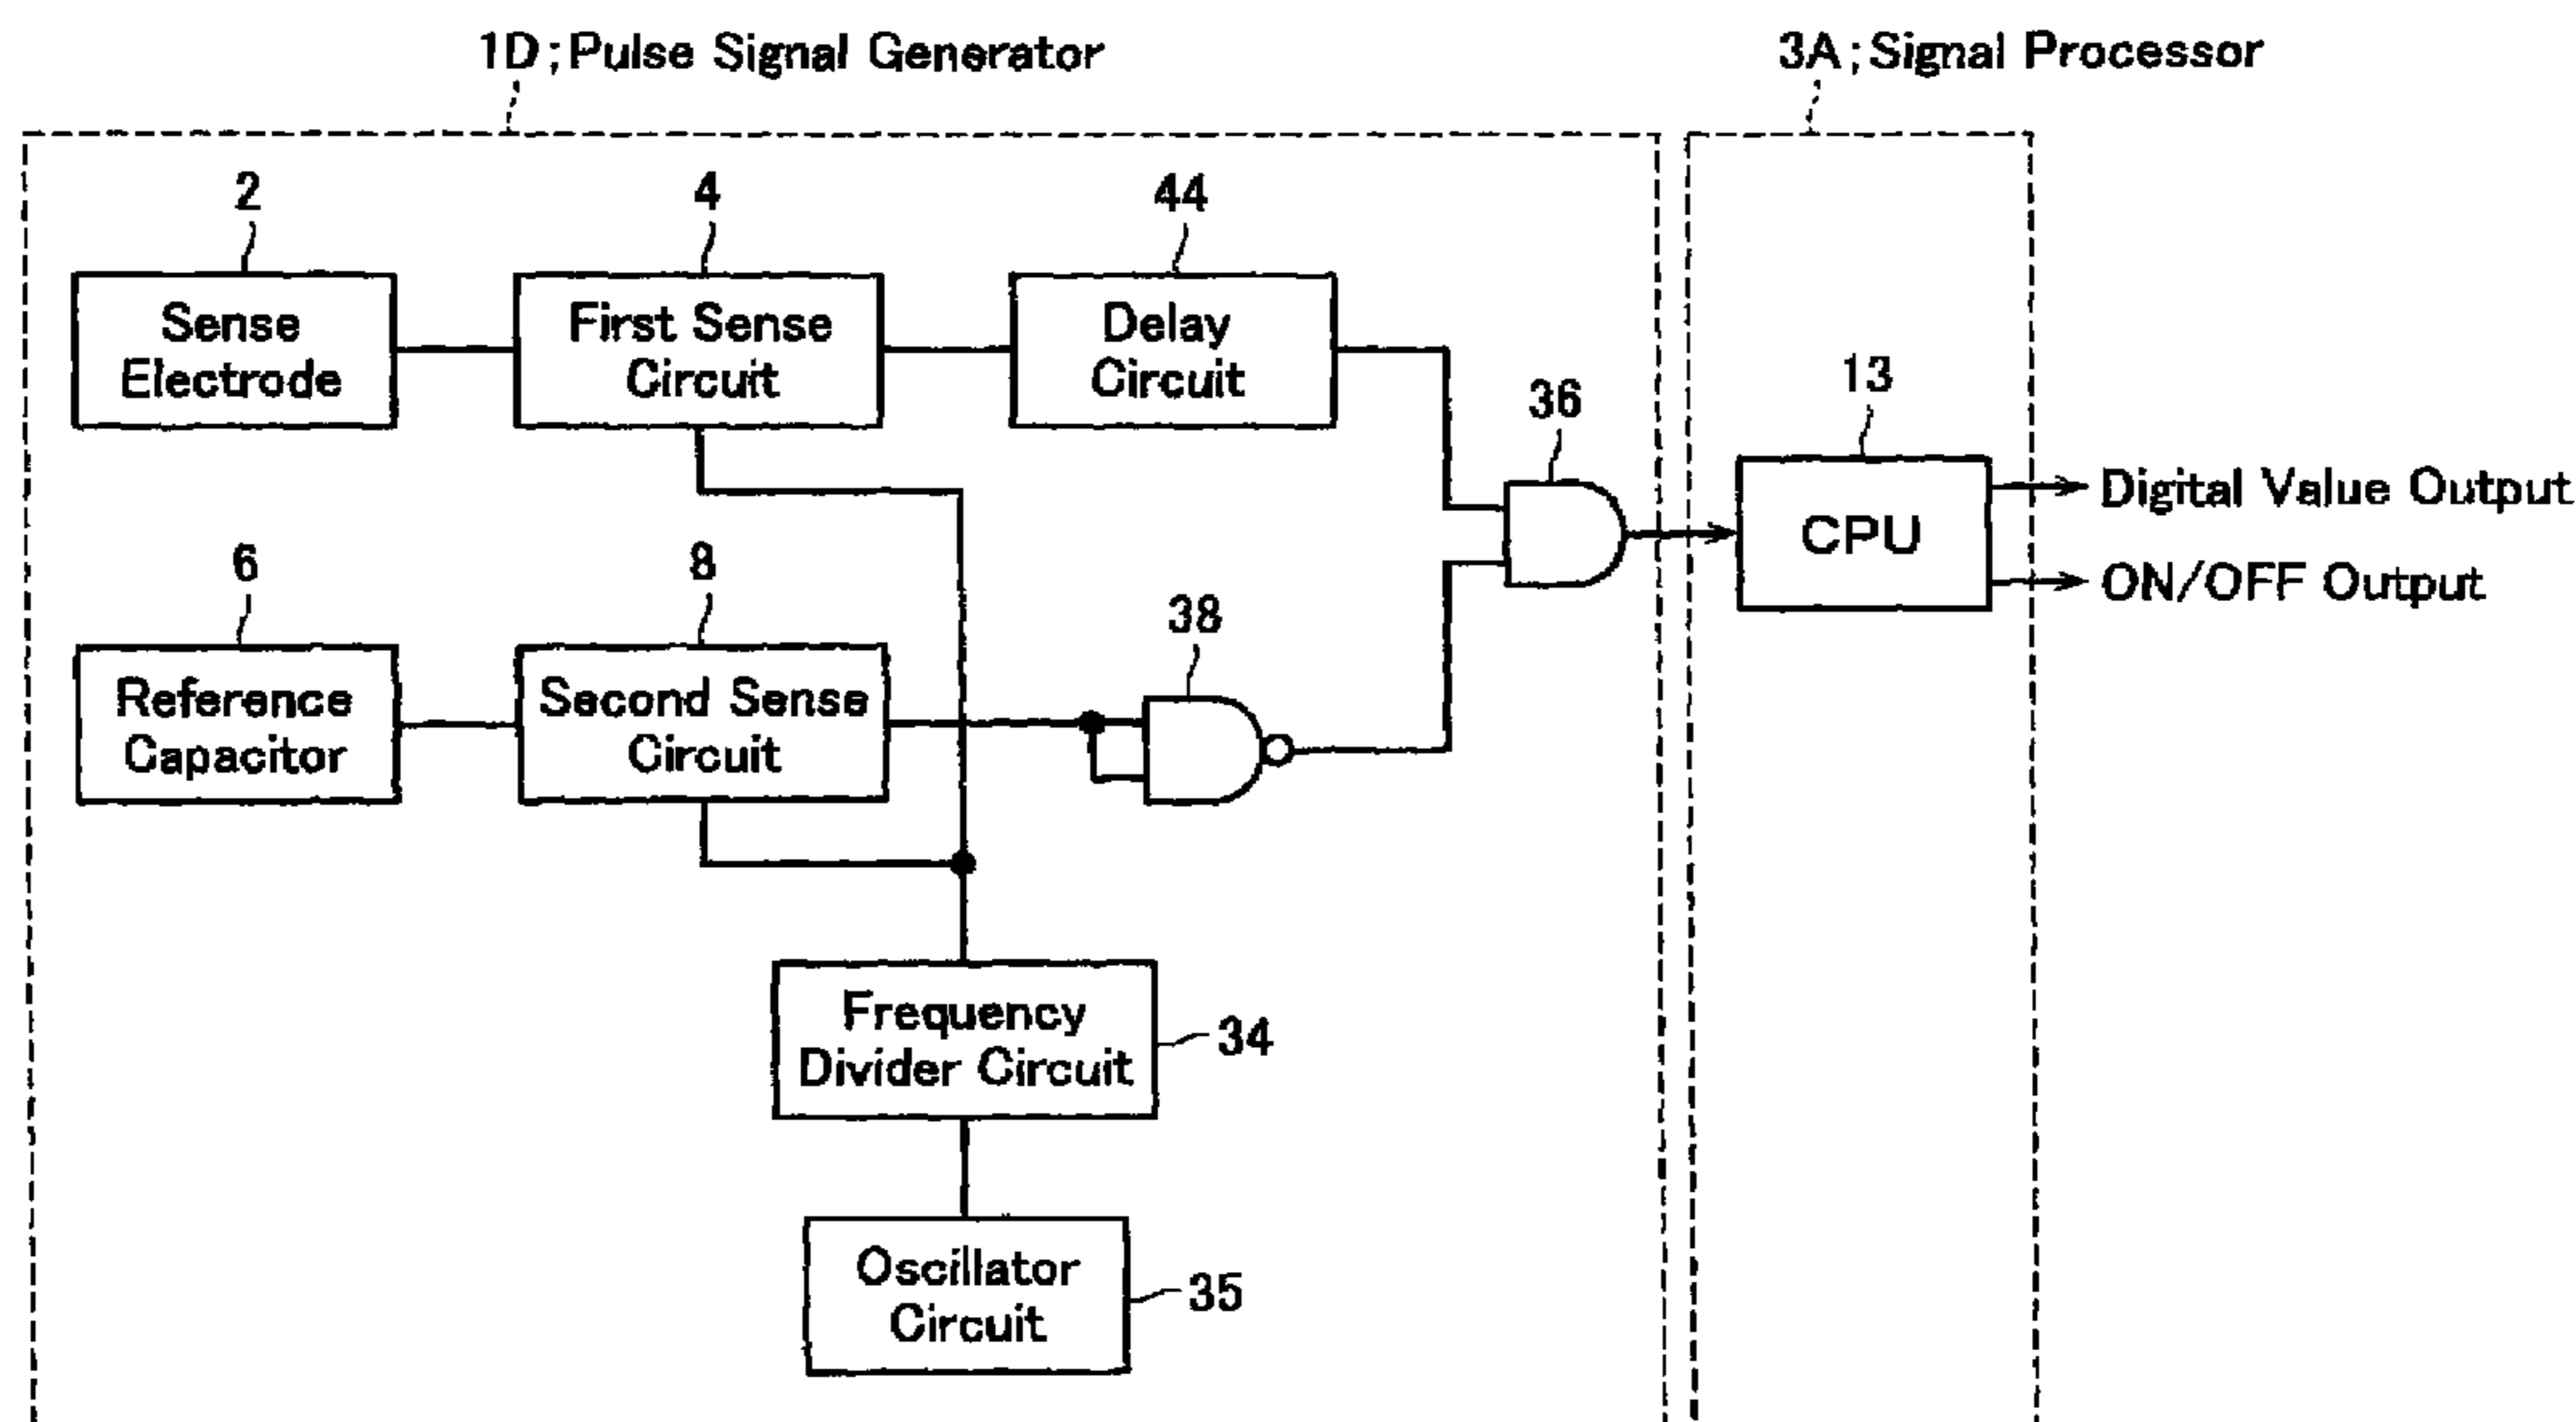 1D;Pulse Signal Generator
3A;Signal Processor
2
4
44
Sense
Electrode
First Sense
Circuit
Delay
Circuit
36
13
CPU
Digital Value Output
ON/OFF Output
6
8
38
Reference
Capacitor
Second Sense
Circuit
Frequency
Divider Circuit
34
Oscillator
Circuit
35